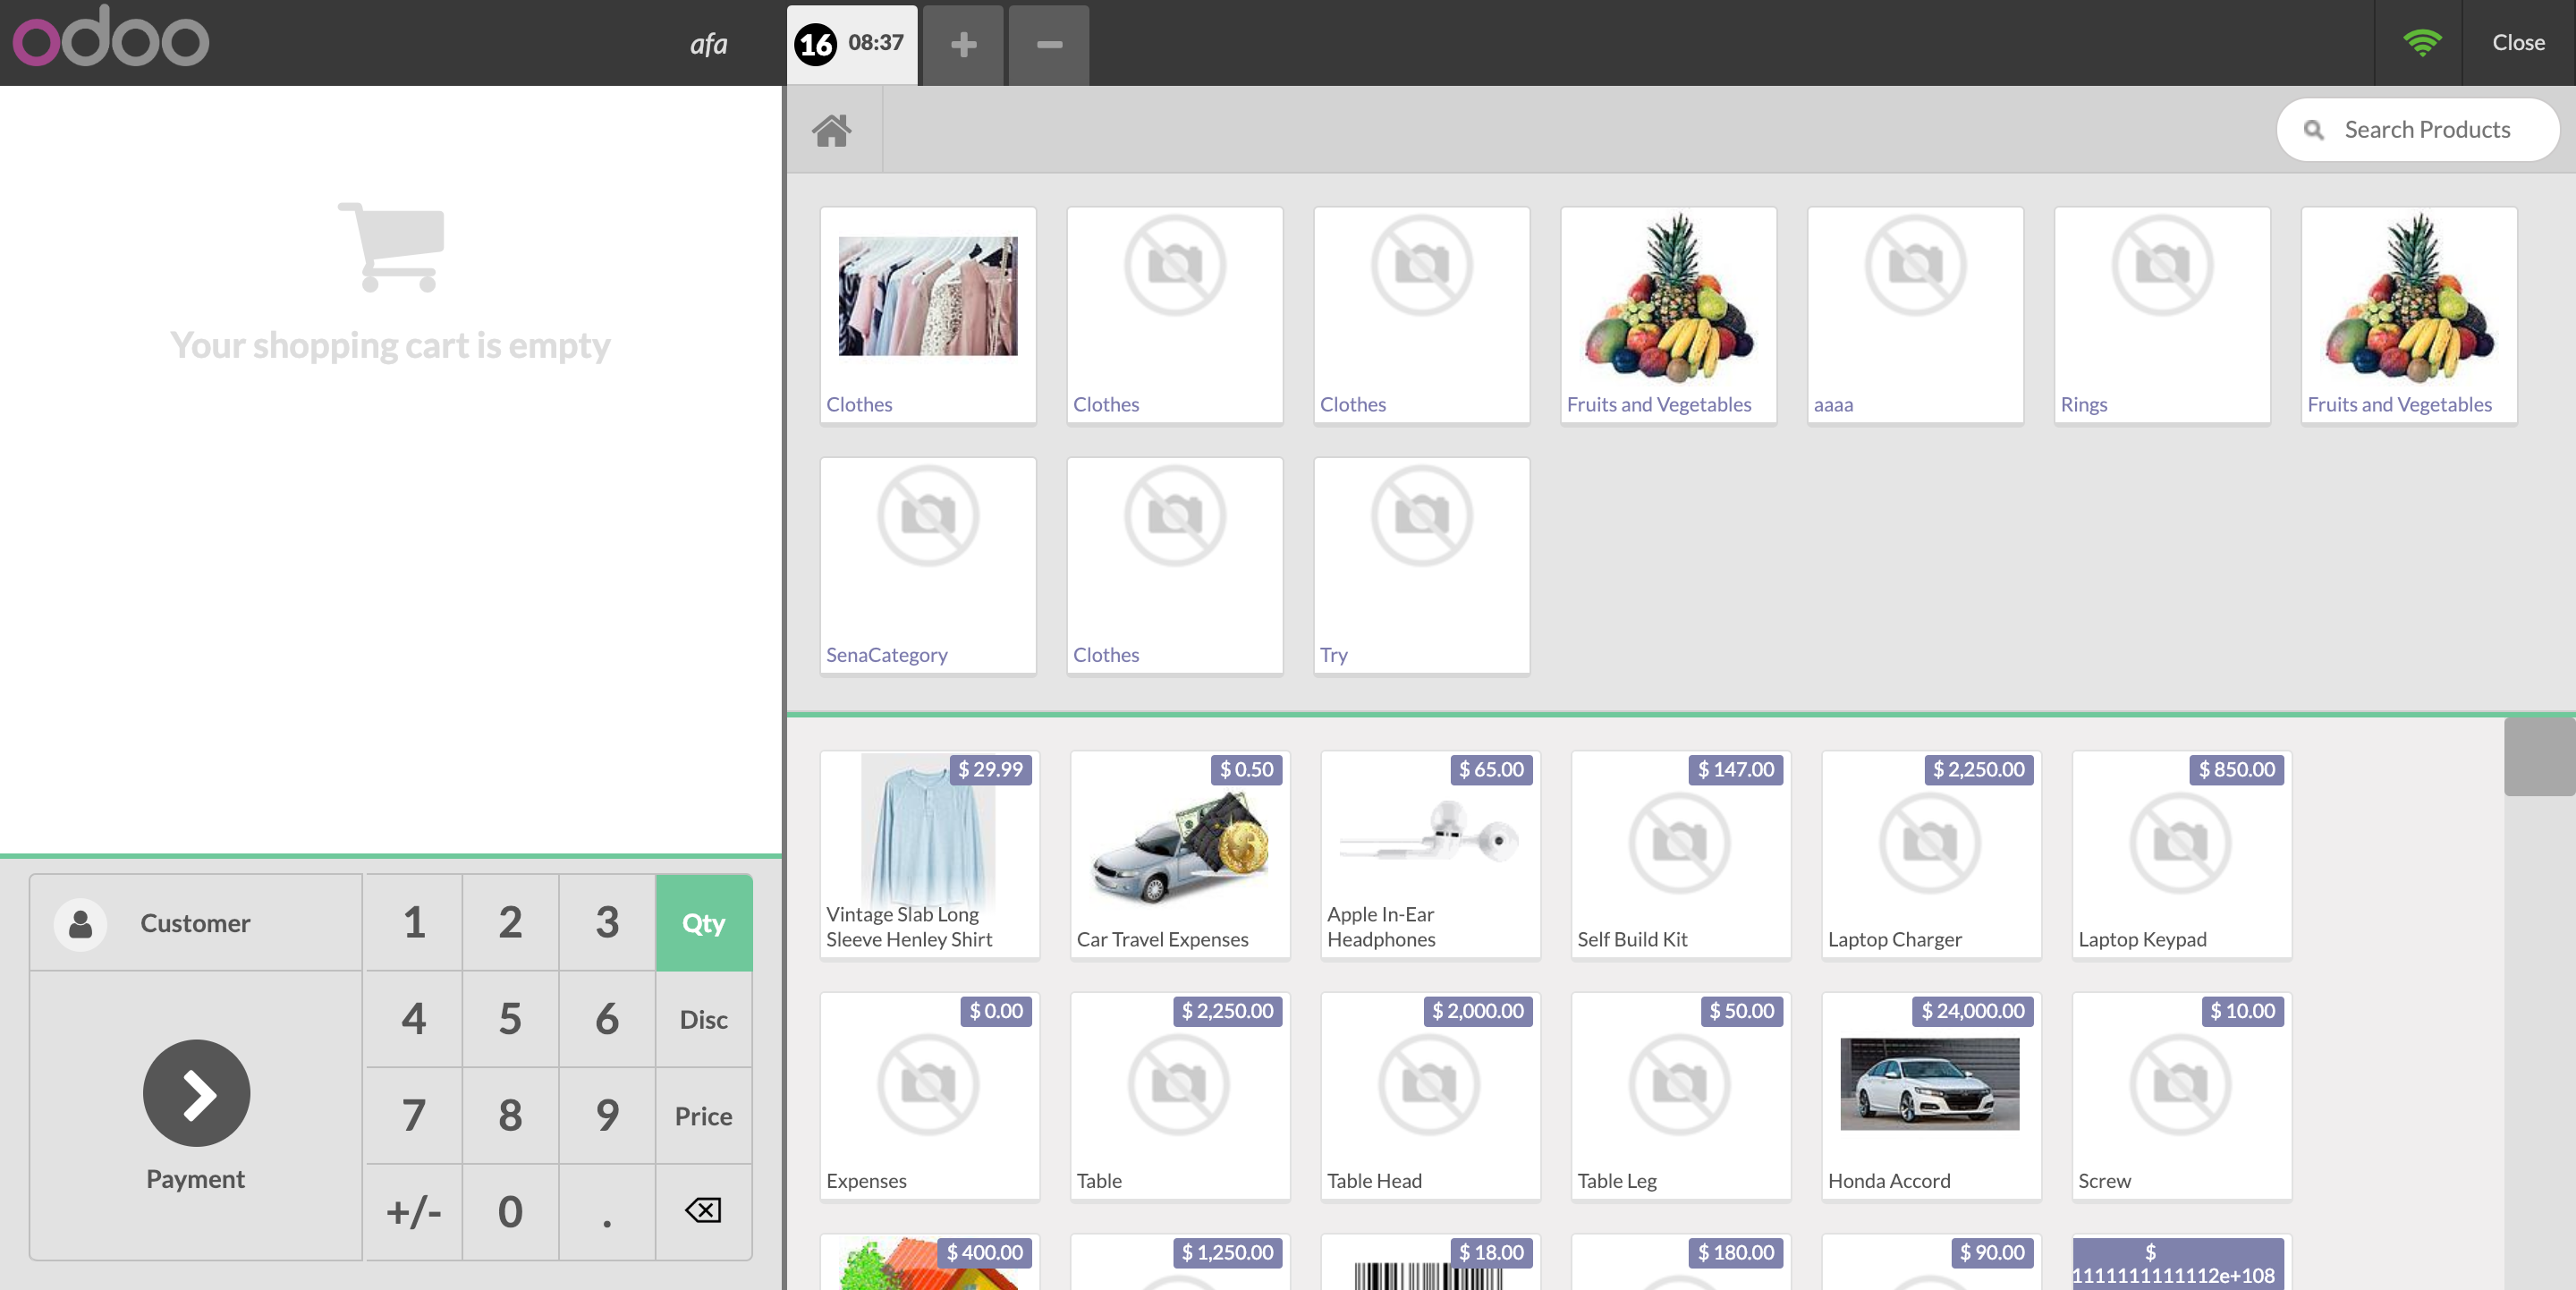 odoo
afa
16 08:37
+
−
Close
Search Products
Your shopping cart is empty
Clothes
Clothes
Clothes
Fruits and Vegetables
aaaa
Rings
Fruits and Vegetables
SenaCategory
Clothes
Try
$ 29.99
Vintage Slab Long
Sleeve Henley Shirt
$ 0.50
Car Travel Expenses
$ 65.00
Apple In-Ear
Headphones
$ 147.00
Self Build Kit
$ 2,250.00
Laptop Charger
$ 850.00
Laptop Keypad
$ 0.00
Expenses
$ 2,250.00
Table
$ 2,000.00
Table Head
$ 50.00
Table Leg
$ 24,000.00
Honda Accord
$ 10.00
Screw
$ 400.00
$ 1,250.00
$ 18.00
$ 180.00
$ 90.00
$
1111111111112e+108
Customer
Payment
1 2 3 Qty
4 5 6 Disc
7 8 9 Price
+/- 0 .